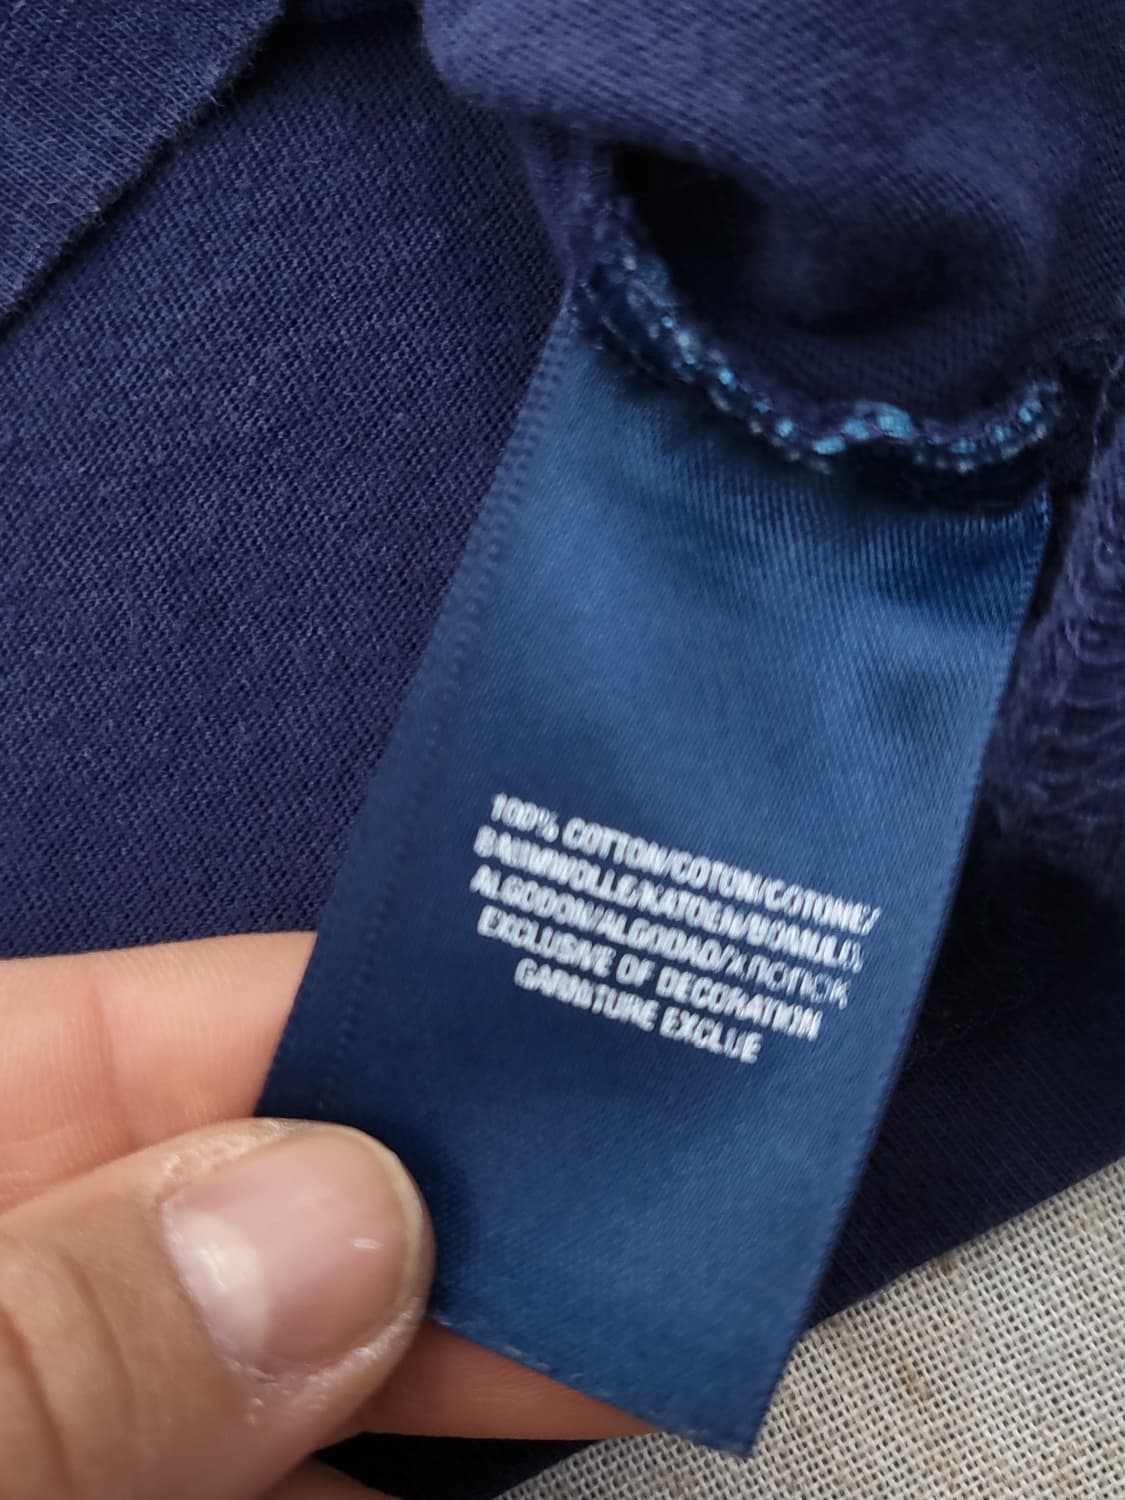 100% COTTON/COTON/COTONE/
BAUMWOLLE/KATOEN/BOMULL
ALGODON/ALGODAO/ХЛОПОК
EXCLUSIVE OF DECORATION
GARNITURE EXCLUE